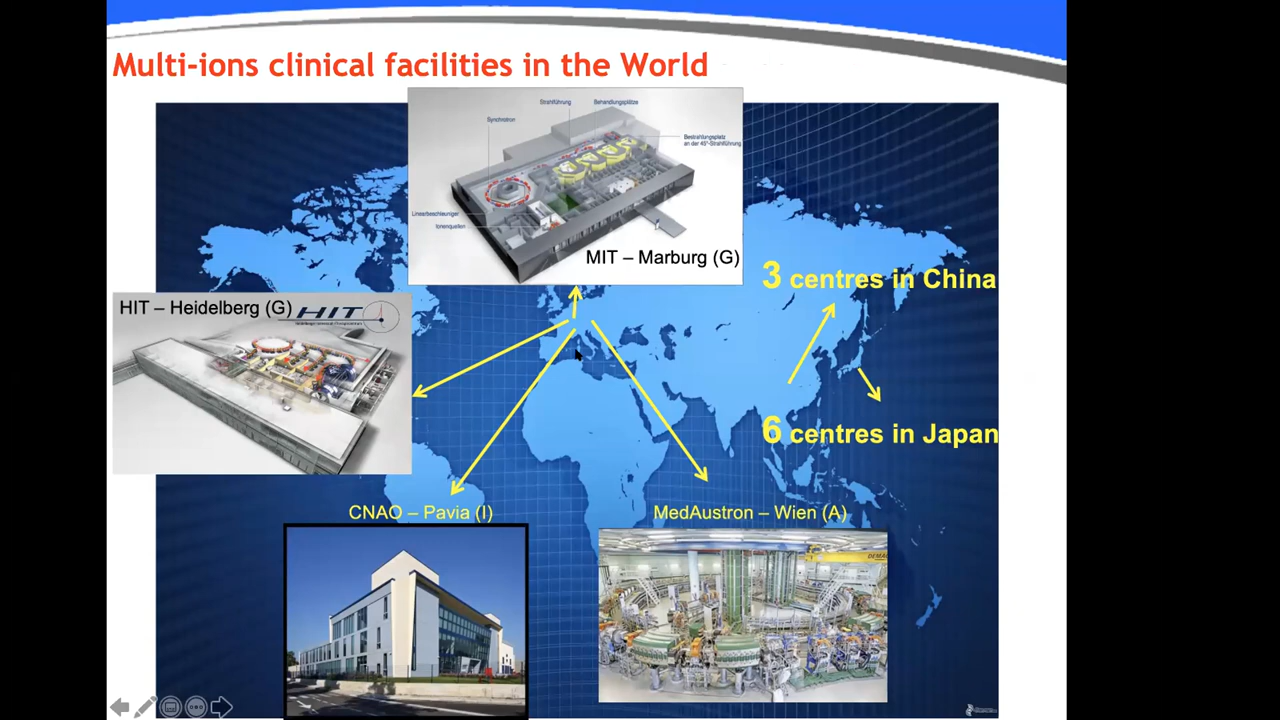 Multi-ions clinical facilities in the World
Strahlführung
Behandlungsplätze
Synchrotron
Bestrahlungsplatz
an der 45°-Strahlführung
Linearbeschleuniger
Ionenquellen
MIT – Marburg (G)
3 centres in China
HIT – Heidelberg (G)
HIT
6 centres in Japan
CNAO – Pavia (I)
MedAustron – Wien (A)
DEMAG